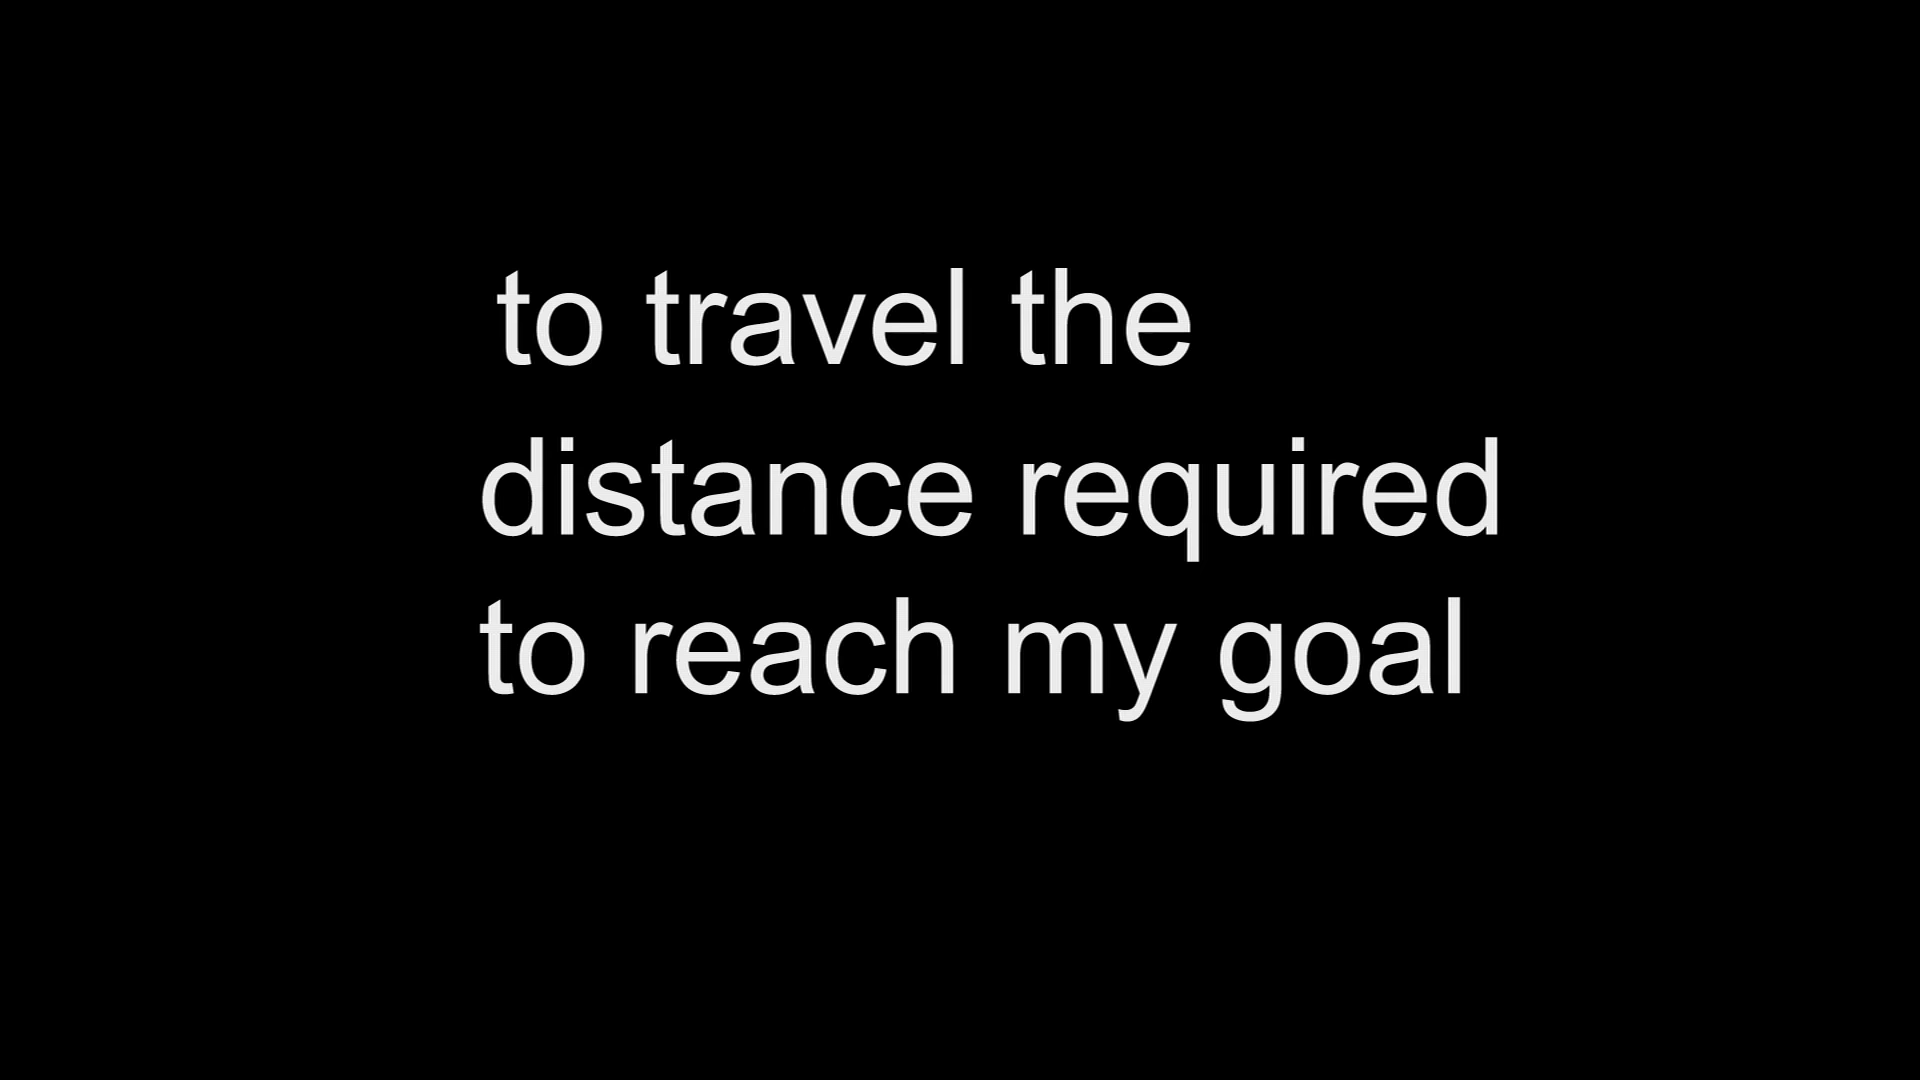 to travel the
distance required
to reach my goal